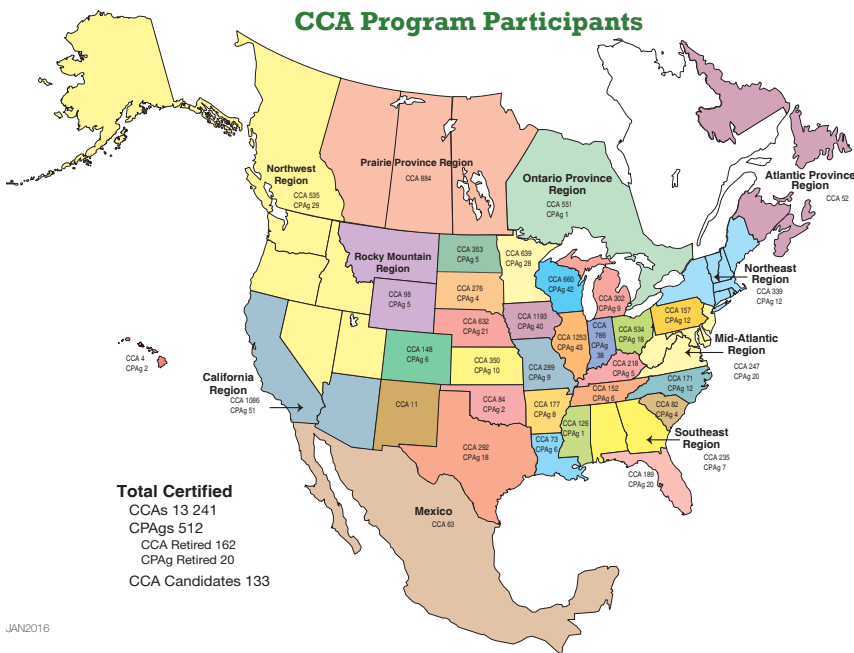 CCA Program Participants
Northwest
Region
CCA 535
CPAg 29
Prairie Province Region
CCA 884
Ontario Province
Region
CCA 551
CPAg 1
Atlantic Province
Region
CCA 52
Rocky Mountain
Region
CCA 98
CPAg 5
CCA 353
CPAg 5
CCA 639
CPAg 28
CCA 276
CPAg 4
CCA 660
CPAg 42
CCA 302
CPAg 9
Northeast
Region
CCA 339
CPAg 12
CCA 632
CPAg 21
CCA 1193
CPAg 40
CCA 1253
CPAg 43
CCA
786
CPAg
38
CCA 534
CPAg 18
CCA 157
CPAg 12
Mid-Atlantic
Region
CCA 247
CPAg 20
CCA 4
CPAg 2
CCA 148
CPAg 6
CCA 350
CPAg 10
CCA 289
CPAg 9
CCA 218
CPAg 5
California
Region
CCA 1086
CPAg 51
CCA 11
CCA 84
CPAg 2
CCA 177
CPAg 8
CCA 152
CPAg 6
CCA 171
CPAg 12
CCA 82
CPAg 4
CCA 292
CPAg 18
CCA 73
CPAg 6
CCA 126
CPAg 1
Southeast
Region
CCA 235
CPAg 7
CCA 189
CPAg 20
Mexico
CCA 63
Total Certified
CCAs 13 241
CPAgs 512
CCA Retired 162
CPAg Retired 20
CCA Candidates 133
JAN2016